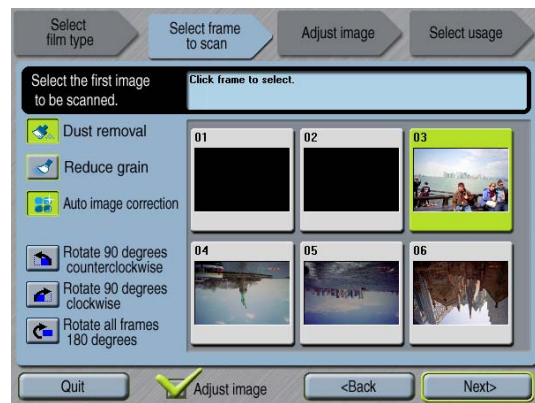 Select
film type
Select frame
to scan
Adjust image
Select usage
Select the first image
to be scanned.
Click frame to select.
Dust removal
Reduce grain
Auto image correction
Rotate 90 degrees
counterclockwise
Rotate 90 degrees
clockwise
Rotate all frames
180 degrees
01
02
03
04
05
06
Quit
Adjust image
<Back
Next>